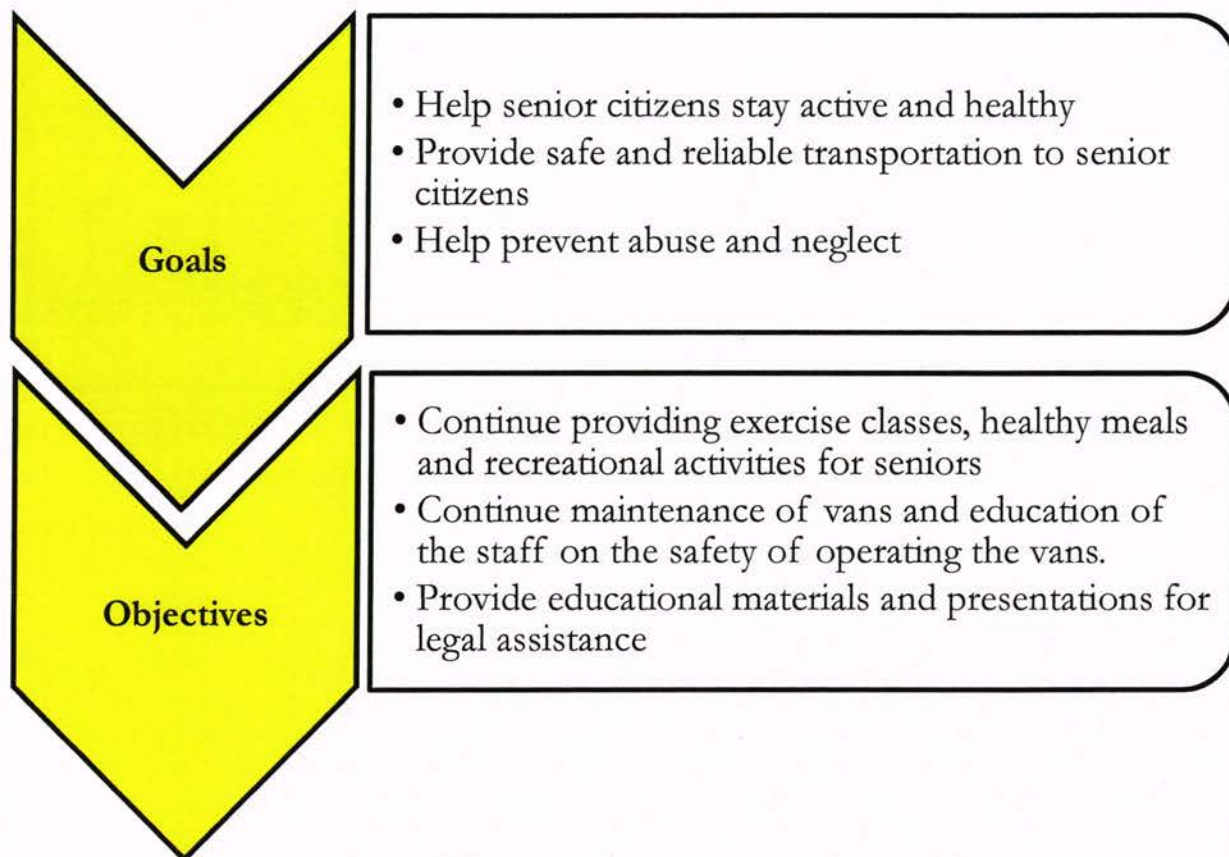 • Help senior citizens stay active and healthy
• Provide safe and reliable transportation to senior
citizens
• Help prevent abuse and neglect
Goals
• Continue providing exercise classes, healthy meals
and recreational activities for seniors
• Continue maintenance of vans and education of
the staff on the safety of operating the vans.
• Provide educational materials and presentations for
legal assistance
Objectives